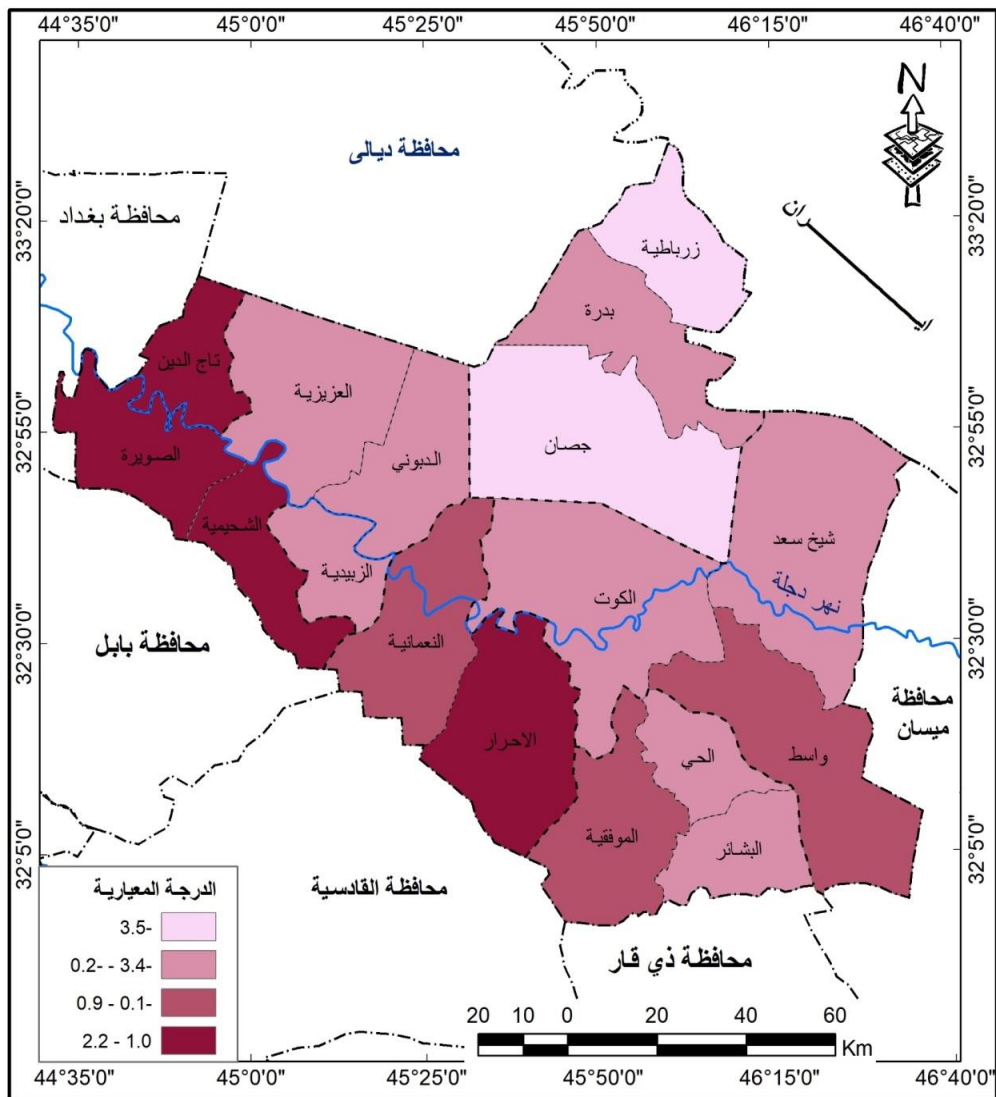 44°35'0" 45°0'0" 45°25'0" 45°50'0" 46°15'0" 46°40'0"
N
محافظة ديالى
محافظة بغداد
33°20'0"
33°20'0"
ران
زرباطية
بدرة
تاج الدين
العزيزية
32°55'0"
32°55'0"
الصويرة
الدبوني
جصان
الشحيمية
شيخ سعد
الزبيدية
الكوت
نهر دجلة
النعمانية
32°30'0"
32°30'0"
محافظة بابل
محافظة
ميسان
الاحرار
الحي
واسط
الموفقية
البشائر
32°5'0"
32°5'0"
محافظة القادسية
محافظة ذي قار
الدرجة المعيارية
3.5-
0.2- - 3.4-
0.9 - 0.1-
2.2 - 1.0
20 10 0 20 40 60
Km
44°35'0" 45°0'0" 45°25'0" 45°50'0" 46°15'0" 46°40'0"